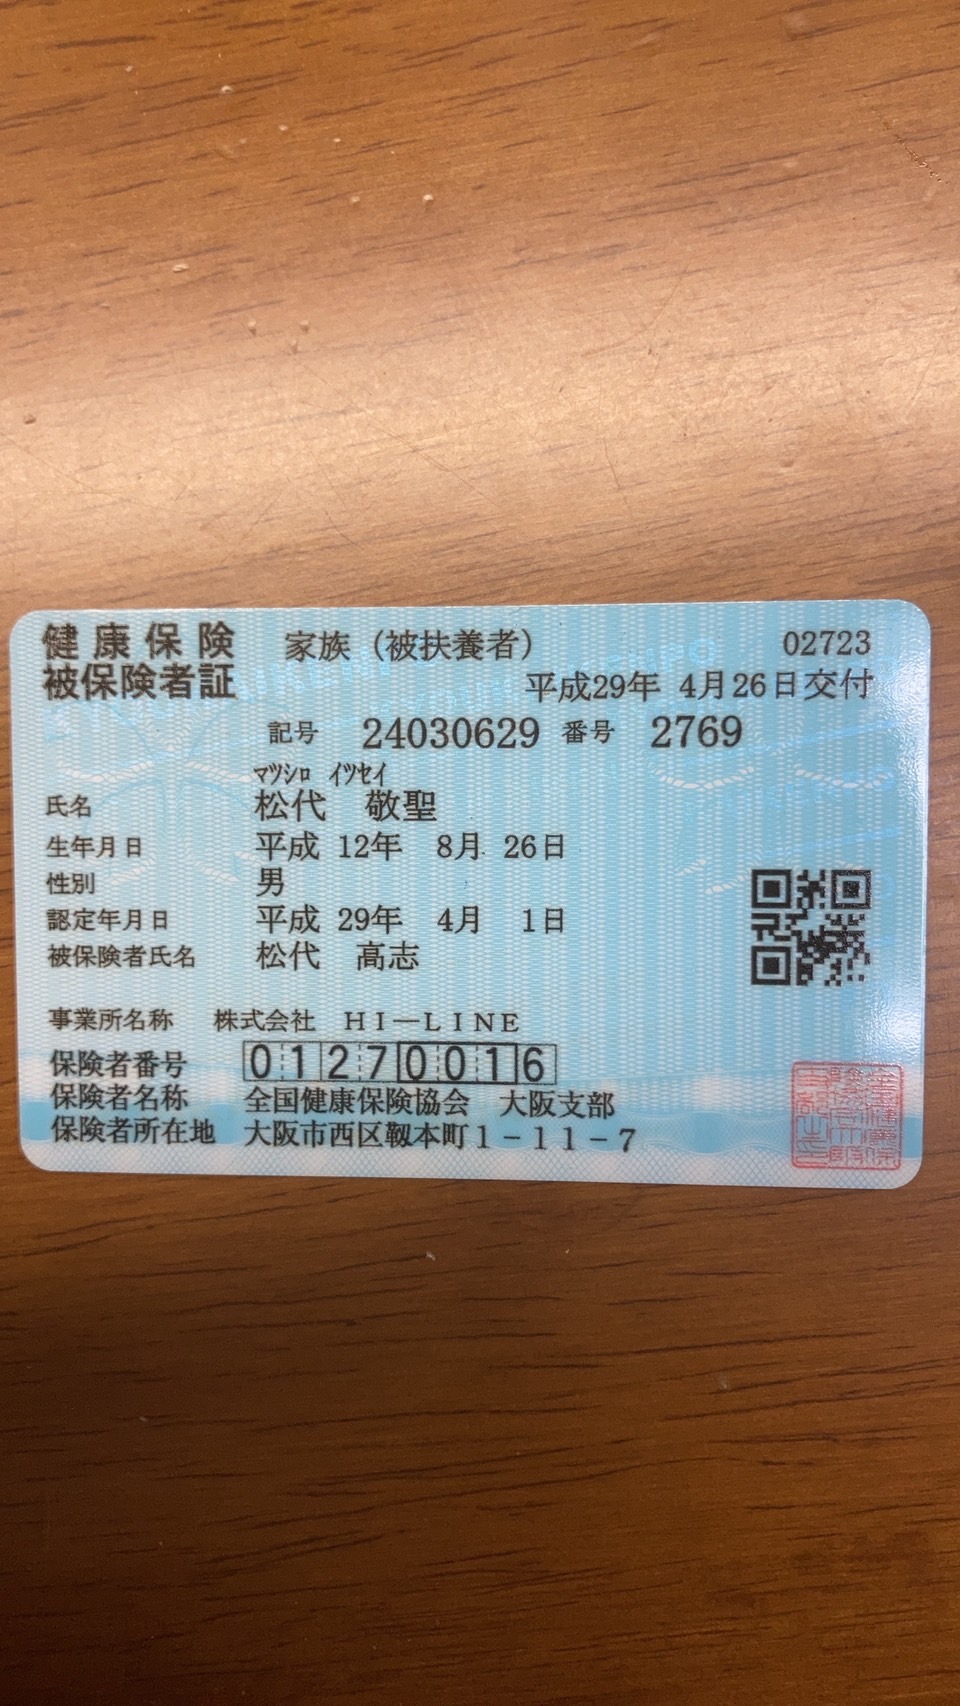 健康保険 家族（被扶養者） 02723
被保険者証 平成29年 4月26日交付
記号 24030629 番号 2769
ﾏﾂｼﾛ ｲﾂｾｲ
氏名 松代 敬聖
生年月日 平成 12年 8月 26日
性別 男
認定年月日 平成 29年 4月 1日
被保険者氏名 松代 高志
事業所名称 株式会社 HI－LINE
保険者番号 01270016
保険者名称 全国健康保険協会 大阪支部
保険者所在地 大阪市西区靱本町1－11－7